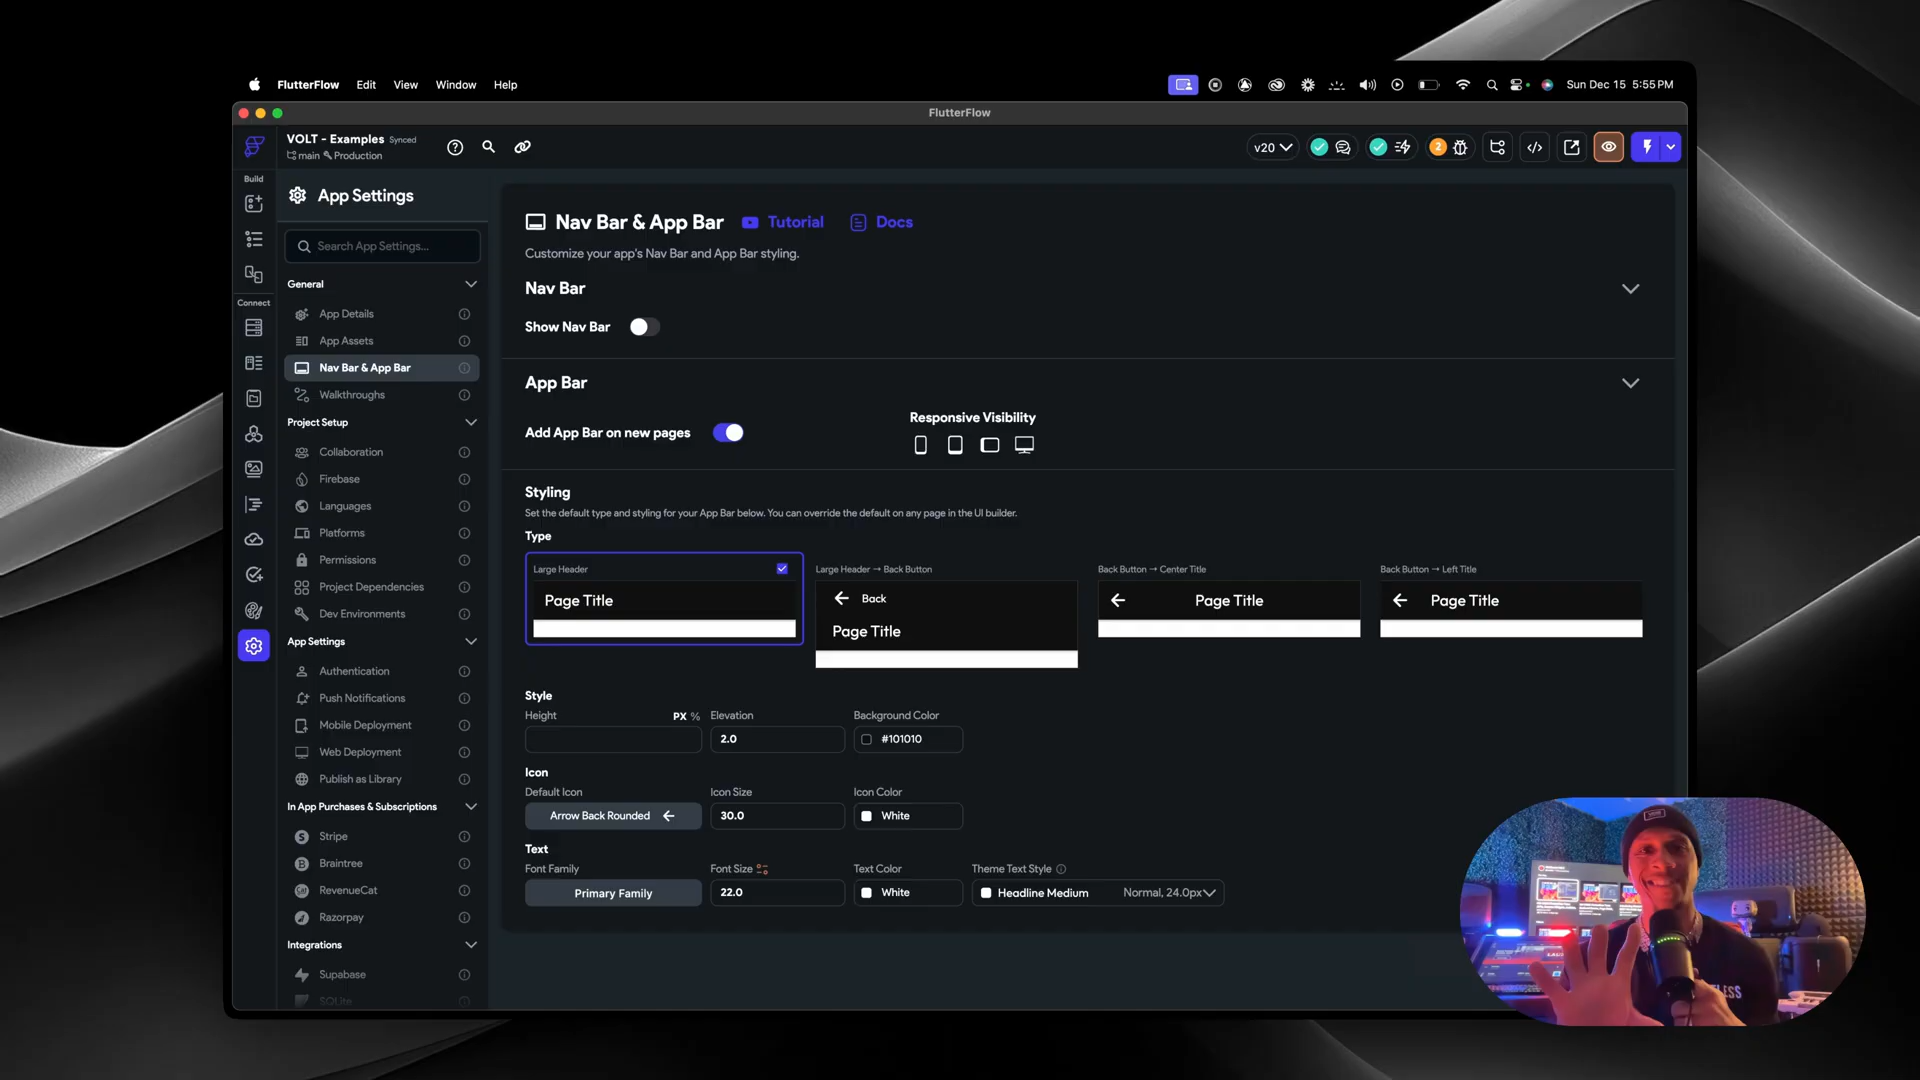 FlutterFlow Edit View Window Help
Sun Dec 15 5:55 PM
FlutterFlow
VOLT - Examples Synced
main Production
v20
2
Build
Connect
App Settings
Search App Settings...
General
App Details
App Assets
Nav Bar & App Bar
Walkthroughs
Project Setup
Collaboration
Firebase
Languages
Platforms
Permissions
Project Dependencies
Dev Environments
App Settings
Authentication
Push Notifications
Mobile Deployment
Web Deployment
Publish as Library
In App Purchases & Subscriptions
Stripe
Braintree
RevenueCat
Razorpay
Integrations
Supabase
SQLite
Nav Bar & App Bar Tutorial Docs
Customize your app's Nav Bar and App Bar styling.
Nav Bar
Show Nav Bar
App Bar
Add App Bar on new pages
Responsive Visibility
Styling
Set the default type and styling for your App Bar below. You can override the default on any page in the UI builder.
Type
Large Header
Page Title
Large Header → Back Button
Back
Page Title
Back Button → Center Title
Page Title
Back Button → Left Title
Page Title
Style
Height PX % Elevation Background Color
2.0 #101010
Icon
Default Icon Icon Size Icon Color
Arrow Back Rounded 30.0 White
Text
Font Family Font Size Text Color Theme Text Style
Primary Family 22.0 White Headline Medium Normal, 24.0px